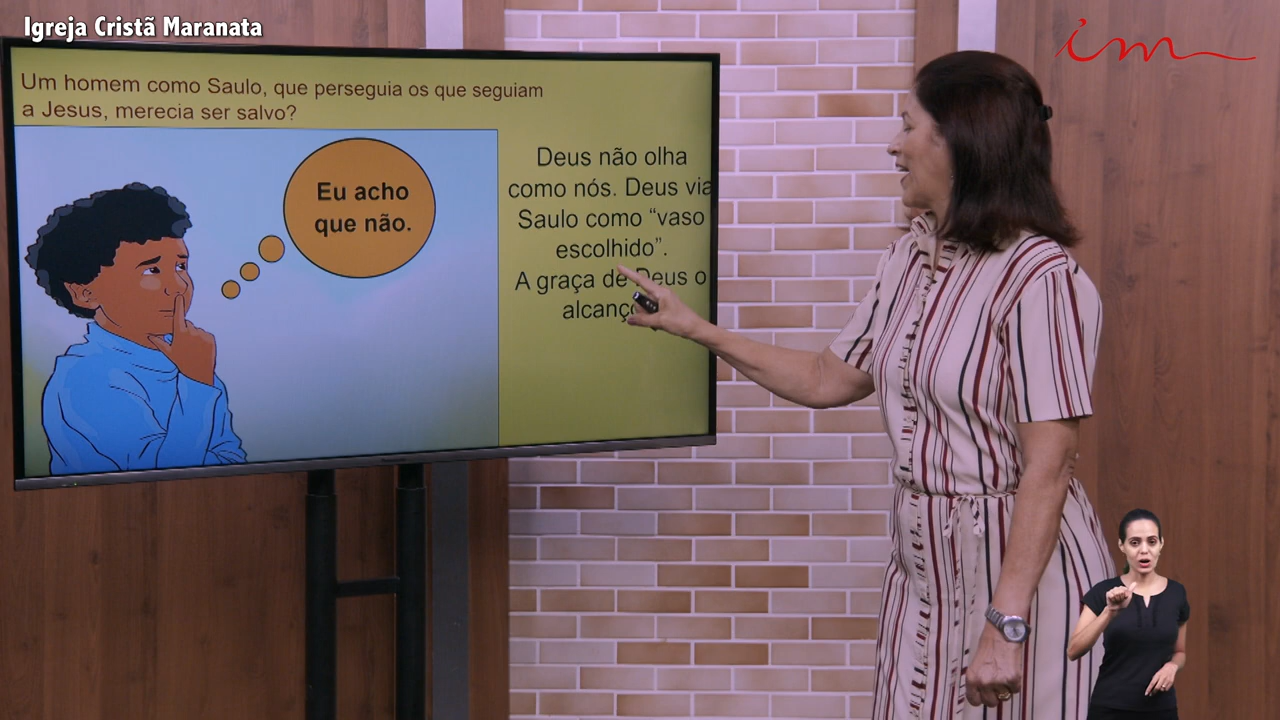 Igreja Cristã Maranata
im
Um homem como Saulo, que perseguia os que seguiam
a Jesus, merecia ser salvo?
Eu acho
que não.
Deus não olha
como nós. Deus via
Saulo como “vaso
escolhido”.
A graça de Deus o